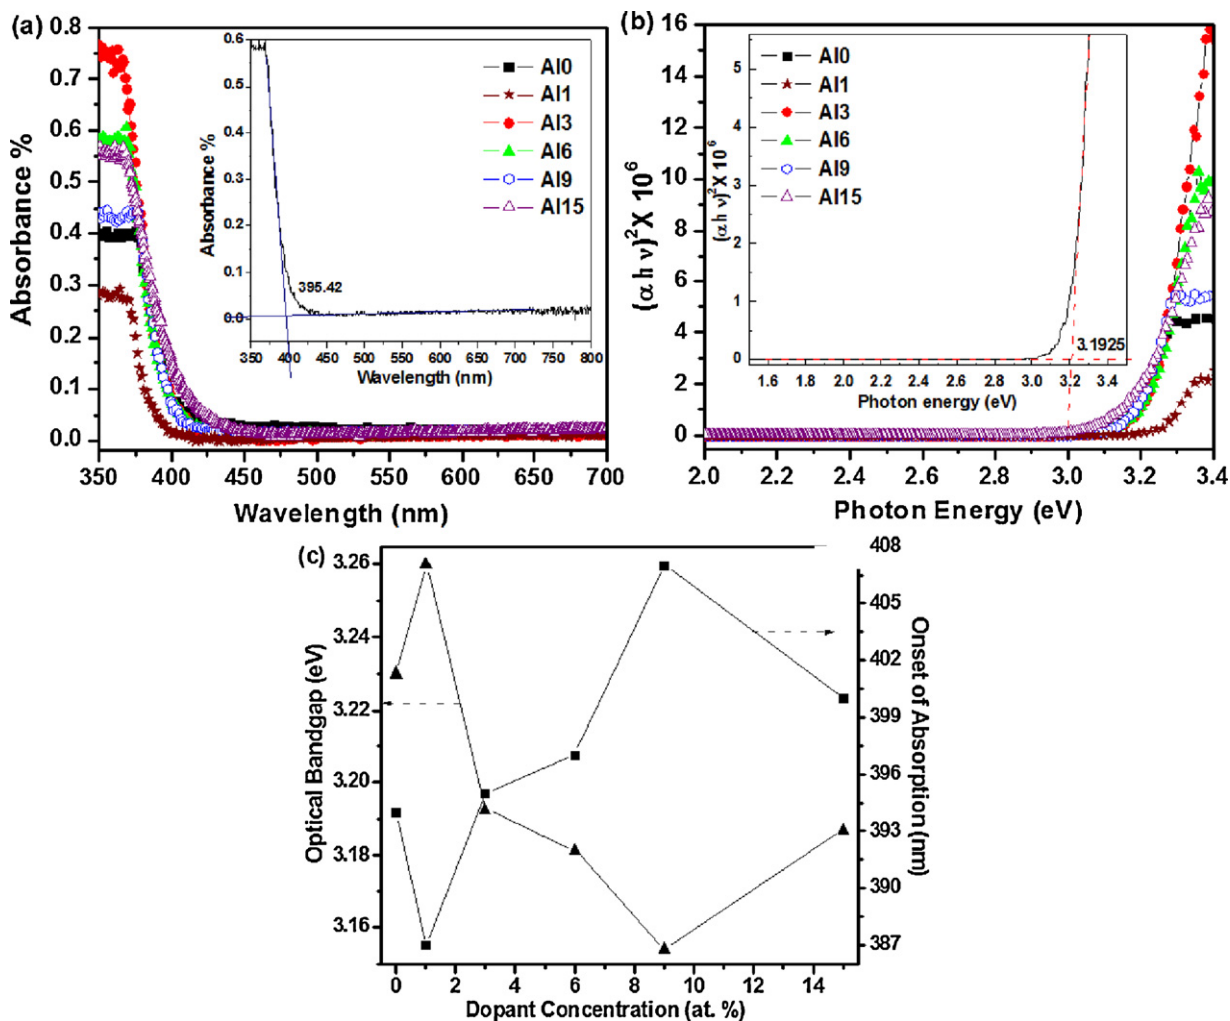 (a)
0.8
0.7
0.6
0.5
0.4
0.3
0.2
0.1
0.0
Absorbance %
350 400 450 500 550 600 650 700
Wavelength (nm)
0.6
0.5
0.4
0.3
0.2
0.1
0.0
Absorbance %
395.42
350 400 450 500 550 600 650 700 750 800
Wavelength (nm)
Al0
Al1
Al3
Al6
Al9
Al15
(b)
16
14
12
10
8
6
4
2
0
(α h ν)²X 10⁶
2.0 2.2 2.4 2.6 2.8 3.0 3.2 3.4
Photon Energy (eV)
5
4
3
2
1
0
(α h ν)²X 10⁶
3.1925
1.6 1.8 2.0 2.2 2.4 2.6 2.8 3.0 3.2 3.4
Photon energy (eV)
Al0
Al1
Al3
Al6
Al9
Al15
(c)
3.26
3.24
3.22
3.20
3.18
3.16
Optical Bandgap (eV)
408
405
402
399
396
393
390
387
Onset of Absorption (nm)
0 2 4 6 8 10 12 14
Dopant Concentration (at. %)